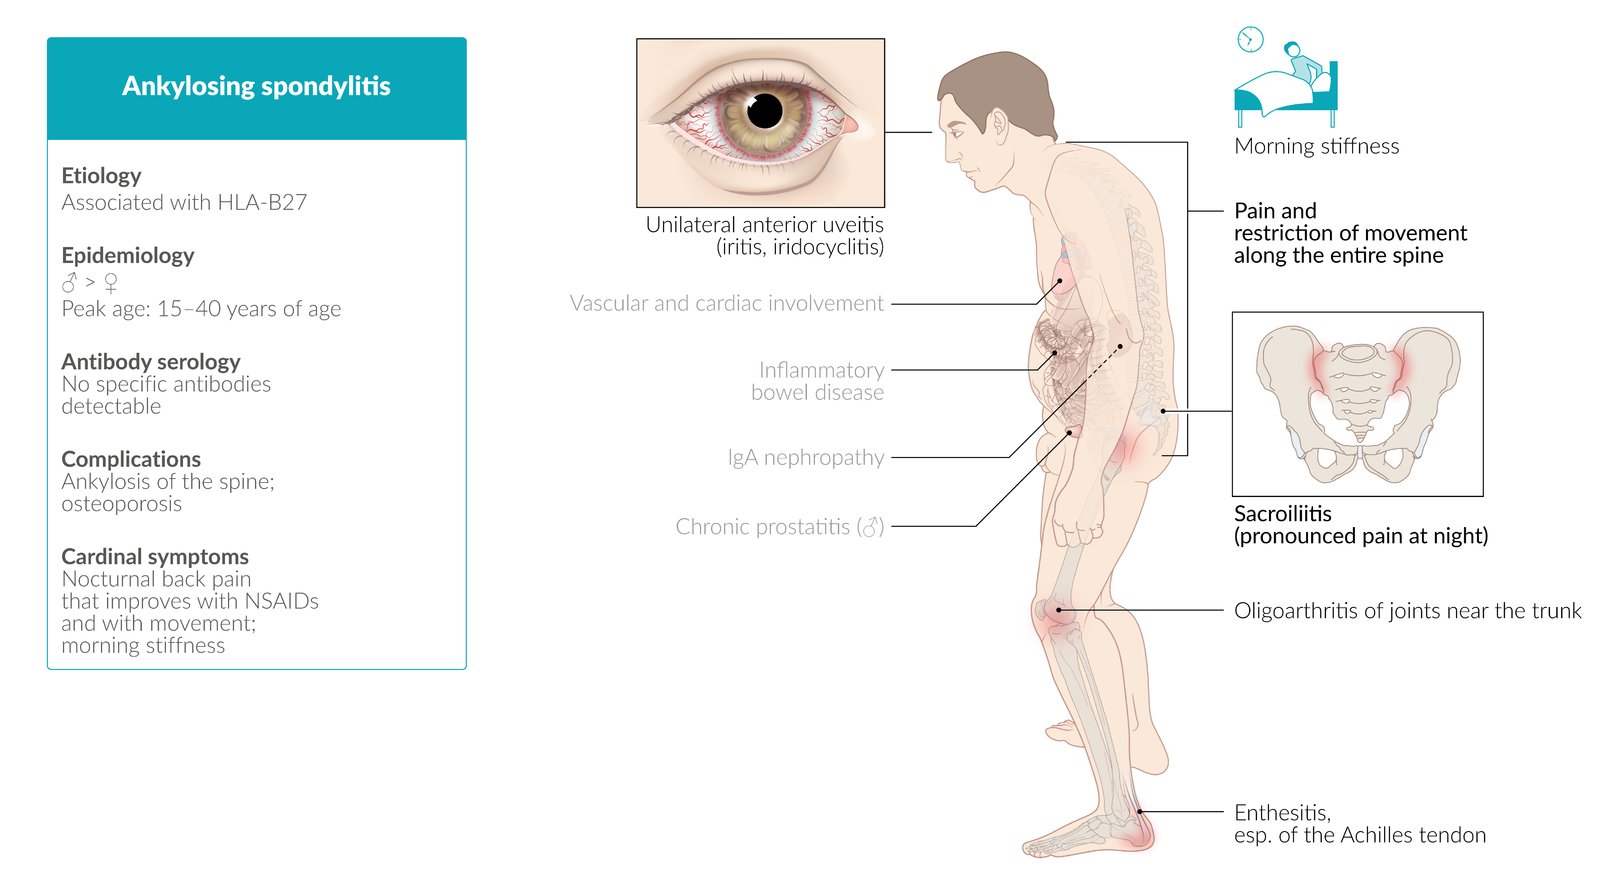 Ankylosing spondylitis
Etiology
Associated with HLA-B27
Epidemiology
♂ > ♀
Peak age: 15–40 years of age
Antibody serology
No specific antibodies
detectable
Complications
Ankylosis of the spine;
osteoporosis
Cardinal symptoms
Nocturnal back pain
that improves with NSAIDs
and with movement;
morning stiffness
Unilateral anterior uveitis
(iritis, iridocyclitis)
Vascular and cardiac involvement
Inflammatory
bowel disease
IgA nephropathy
Chronic prostatitis (♂)
Morning stiffness
Pain and
restriction of movement
along the entire spine
Sacroiliitis
(pronounced pain at night)
Oligoarthritis of joints near the trunk
Enthesitis,
esp. of the Achilles tendon